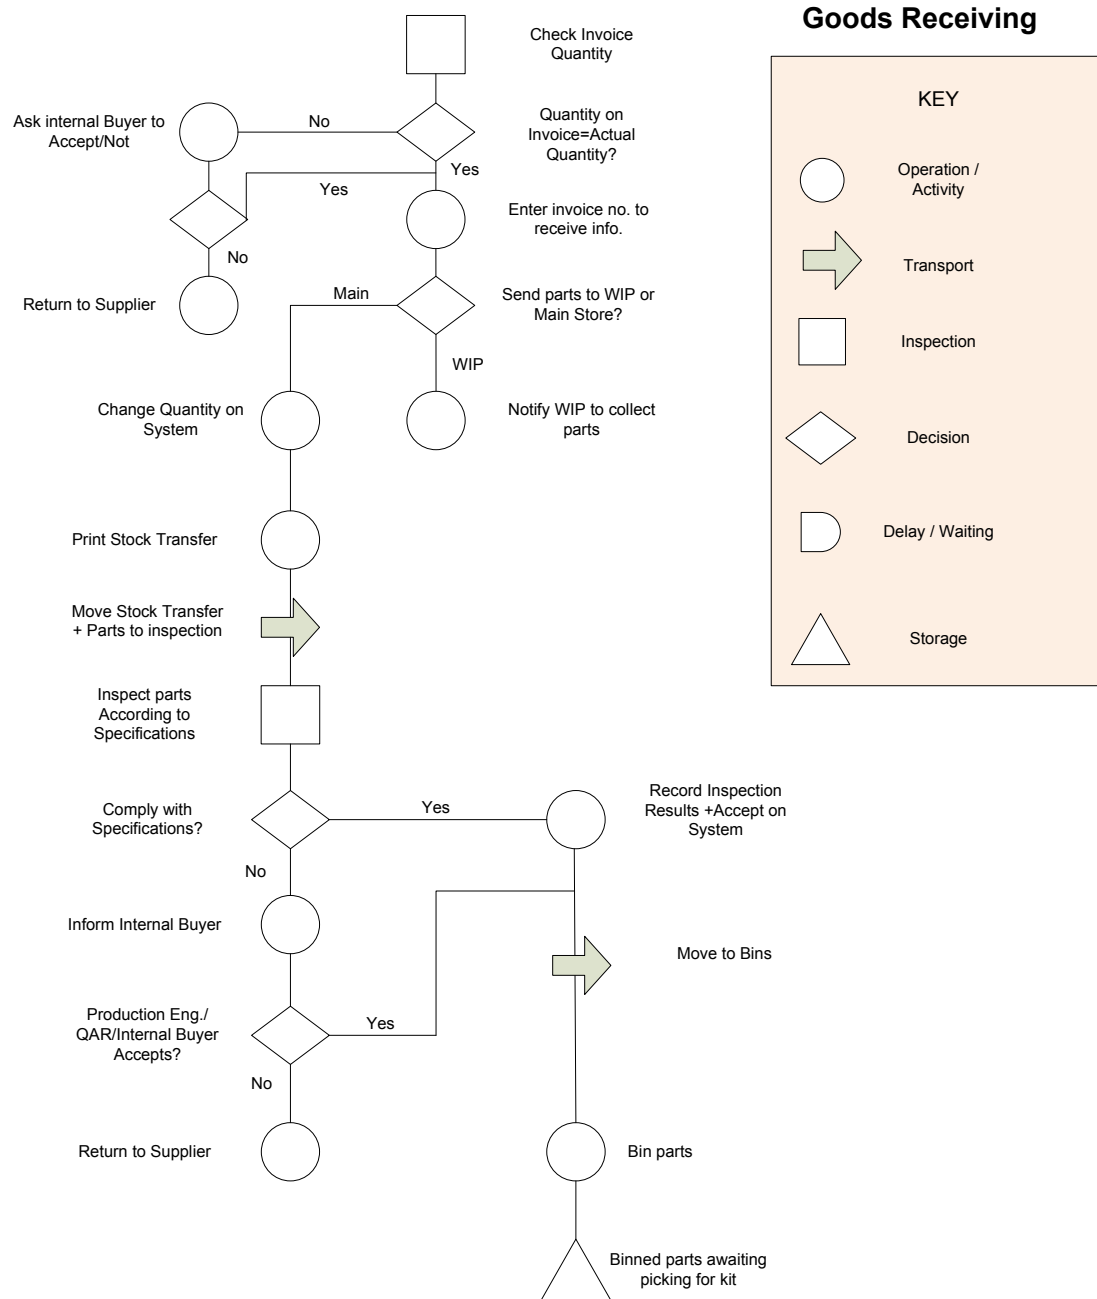 Goods Receiving
Check Invoice
Quantity
KEY
Ask internal Buyer to
Accept/Not
No
Quantity on
Invoice=Actual
Quantity?
Yes
Yes
Operation /
Activity
Enter invoice no. to
receive info.
No
Transport
Return to Supplier
Main
Send parts to WIP or
Main Store?
Inspection
WIP
Change Quantity on
System
Notify WIP to collect
parts
Decision
Print Stock Transfer
Delay / Waiting
Move Stock Transfer
+ Parts to inspection
Storage
Inspect parts
According to
Specifications
Comply with
Specifications?
Yes
Record Inspection
Results +Accept on
System
No
Inform Internal Buyer
Move to Bins
Production Eng./
QAR/Internal Buyer
Accepts?
Yes
No
Return to Supplier
Bin parts
Binned parts awaiting
picking for kit